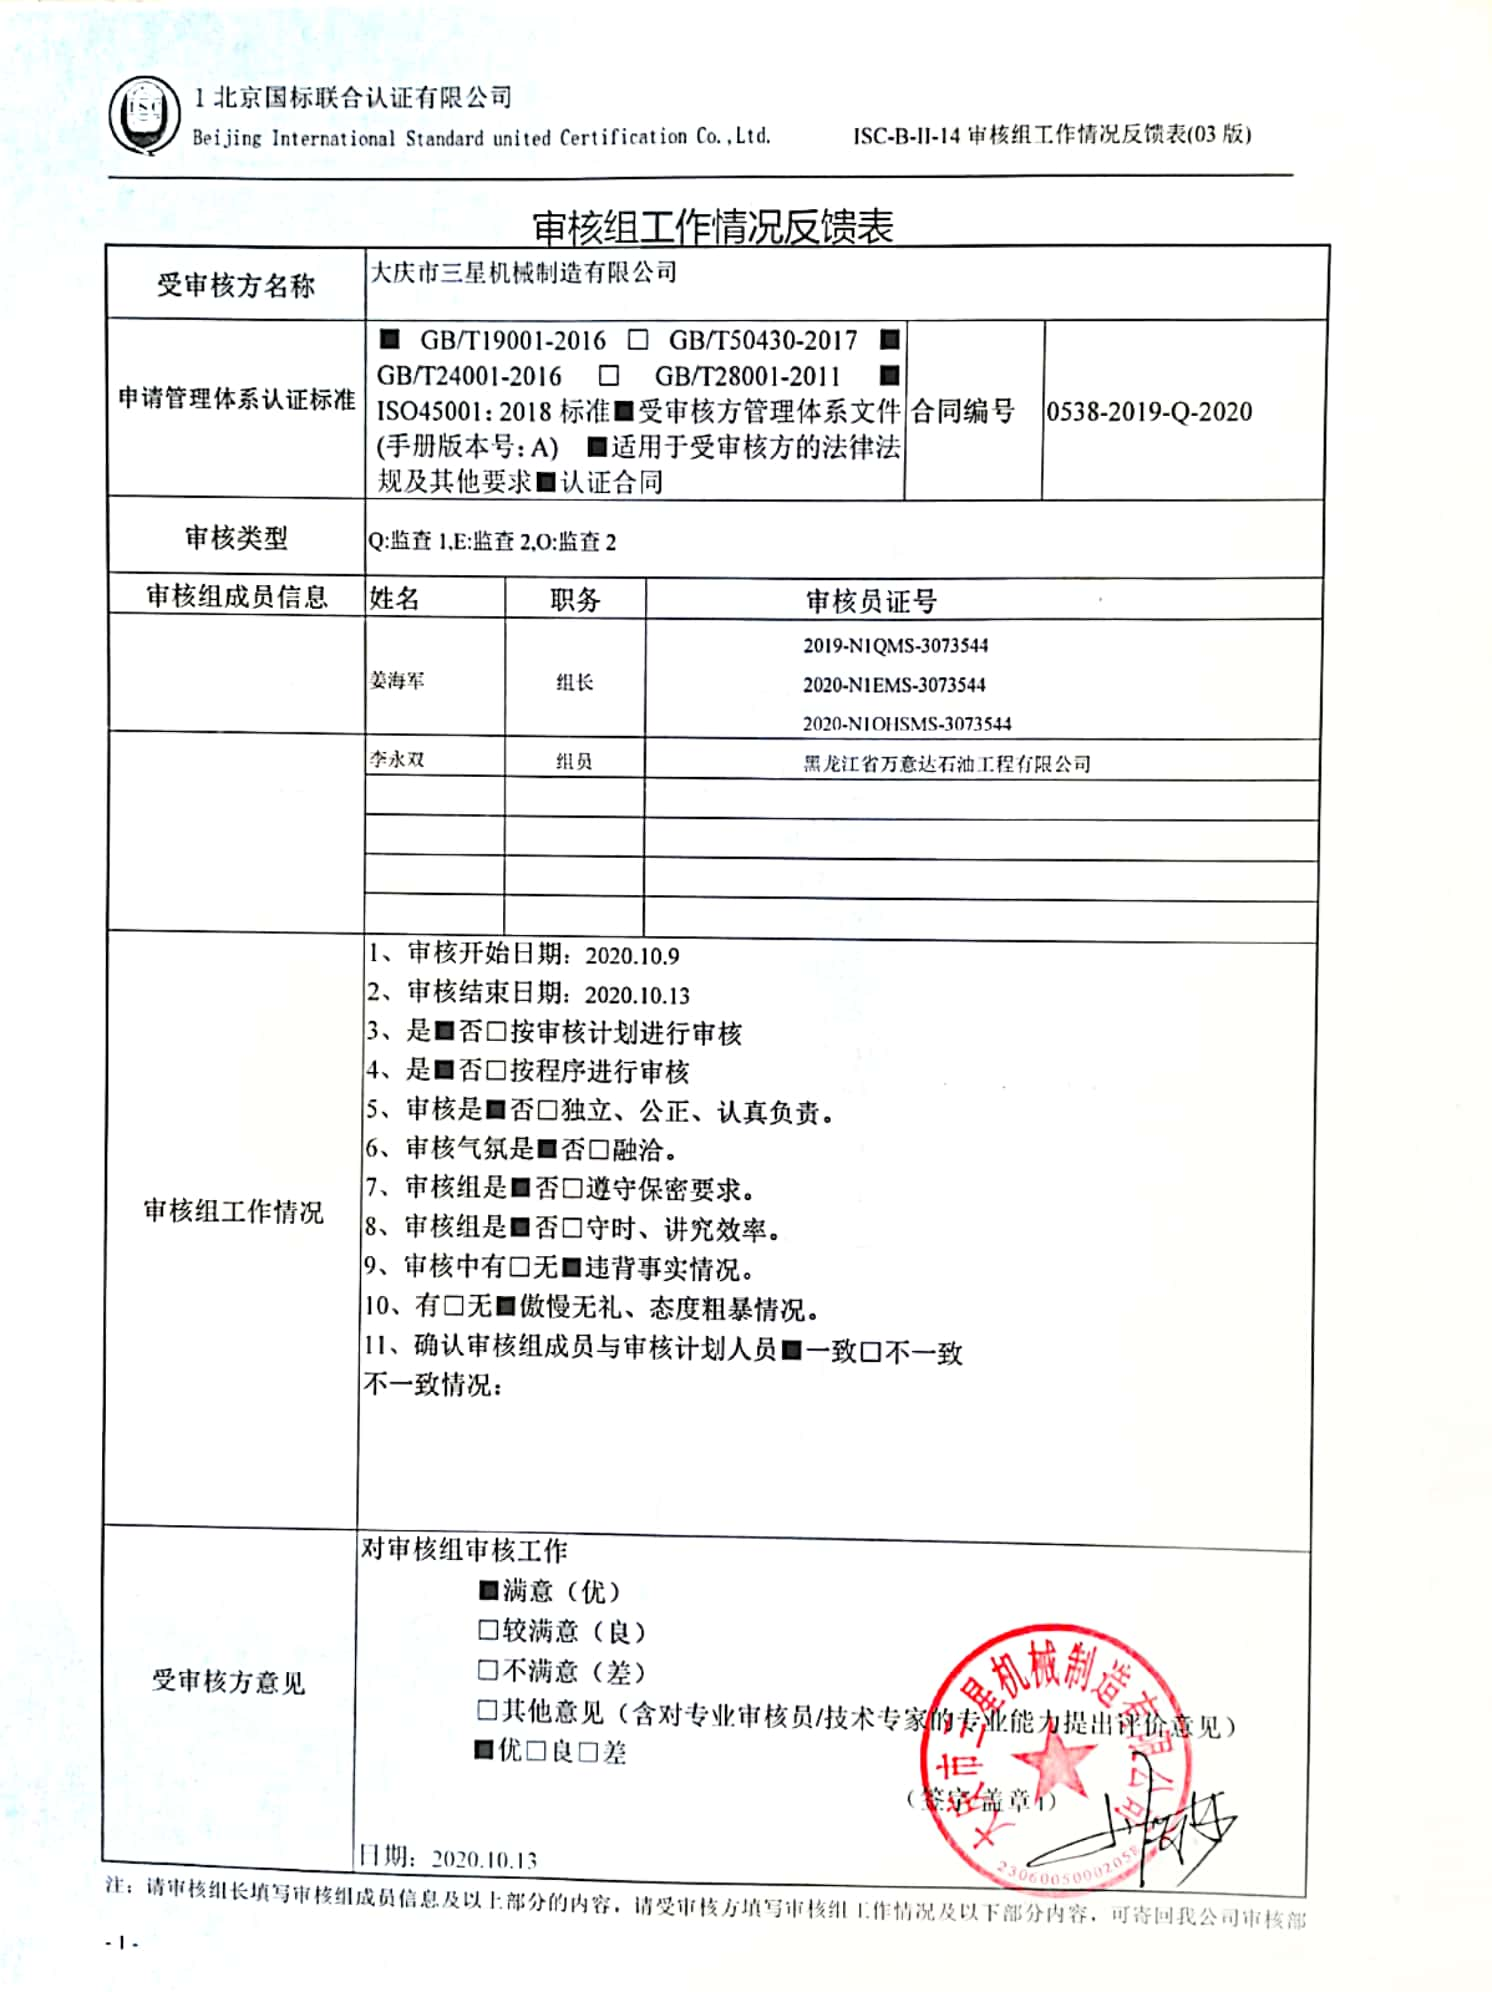 ISC
1 北京国标联合认证有限公司
Beijing International Standard united Certification Co.,Ltd.
ISC-B-II-14 审核组工作情况反馈表(03 版)
审核组工作情况反馈表
受审核方名称
大庆市三星机械制造有限公司
申请管理体系认证标准
■ GB/T19001-2016 □ GB/T50430-2017 ■
GB/T24001-2016 □ GB/T28001-2011 ■
ISO45001: 2018 标准■受审核方管理体系文件
(手册版本号: A) ■适用于受审核方的法律法
规及其他要求■认证合同
合同编号
0538-2019-Q-2020
审核类型
Q:监查 1,E:监查 2,O:监查 2
审核组成员信息
姓名 职务 审核员证号
姜海军 组长
2019-N1QMS-3073544
2020-N1EMS-3073544
2020-N1OHSMS-3073544
李永双 组员 黑龙江省万意达石油工程有限公司
审核组工作情况
1、审核开始日期: 2020.10.9
2、审核结束日期: 2020.10.13
3、是■否□按审核计划进行审核
4、是■否□按程序进行审核
5、审核是■否□独立、公正、认真负责。
6、审核气氛是■否□融洽。
7、审核组是■否□遵守保密要求。
8、审核组是■否□守时、讲究效率。
9、审核中有□无■违背事实情况。
10、有□无■傲慢无礼、态度粗暴情况。
11、确认审核组成员与审核计划人员■一致□不一致
不一致情况:
受审核方意见
对审核组审核工作
■满意（优）
□较满意（良）
□不满意（差）
□其他意见（含对专业审核员/技术专家的专业能力提出评价意见）
■优□良□差
（签字 盖章）
大庆市三星机械制造有限公司
日期: 2020.10.13
注: 请审核组长填写审核组成员信息及以上部分的内容，请受审核方填写审核组工作情况及以下部分内容，可寄回我公司审核部
- 1 -